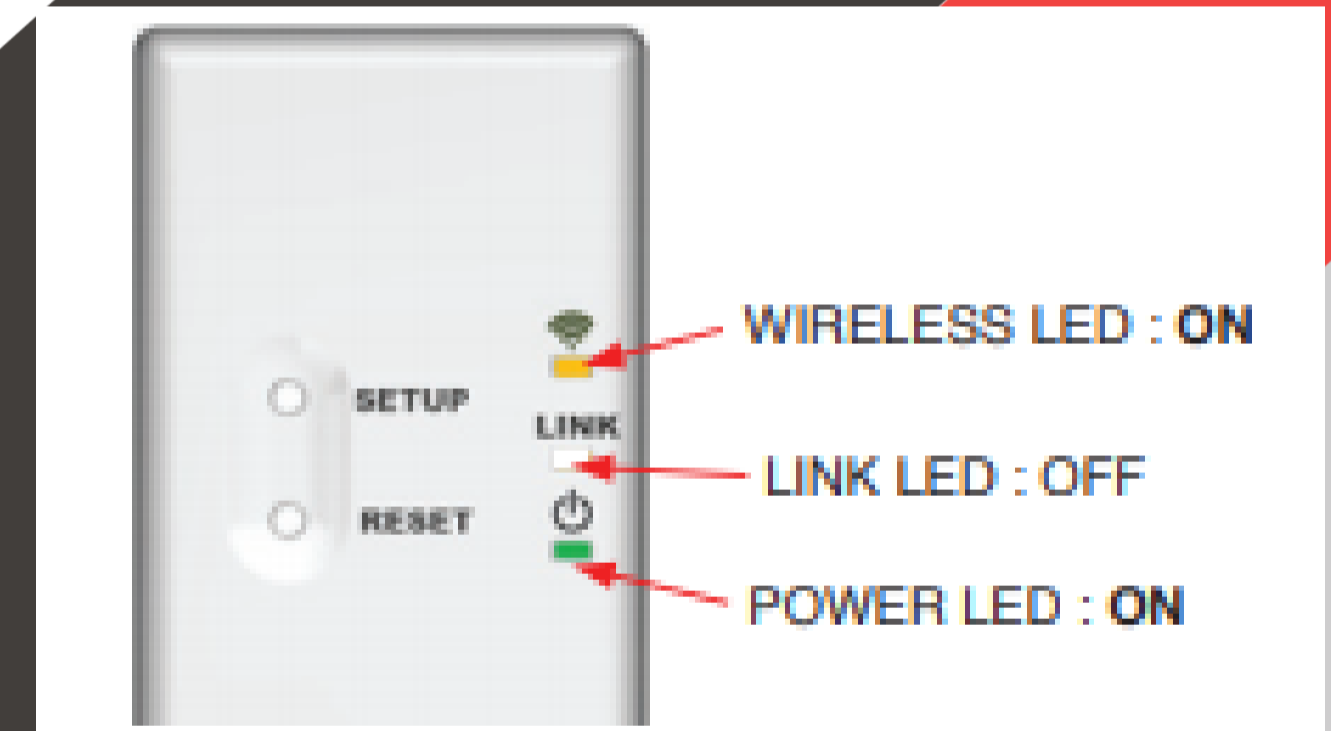 WIRELESS LED : ON
SETUP
LINK
LINK LED : OFF
RESET
POWER LED : ON